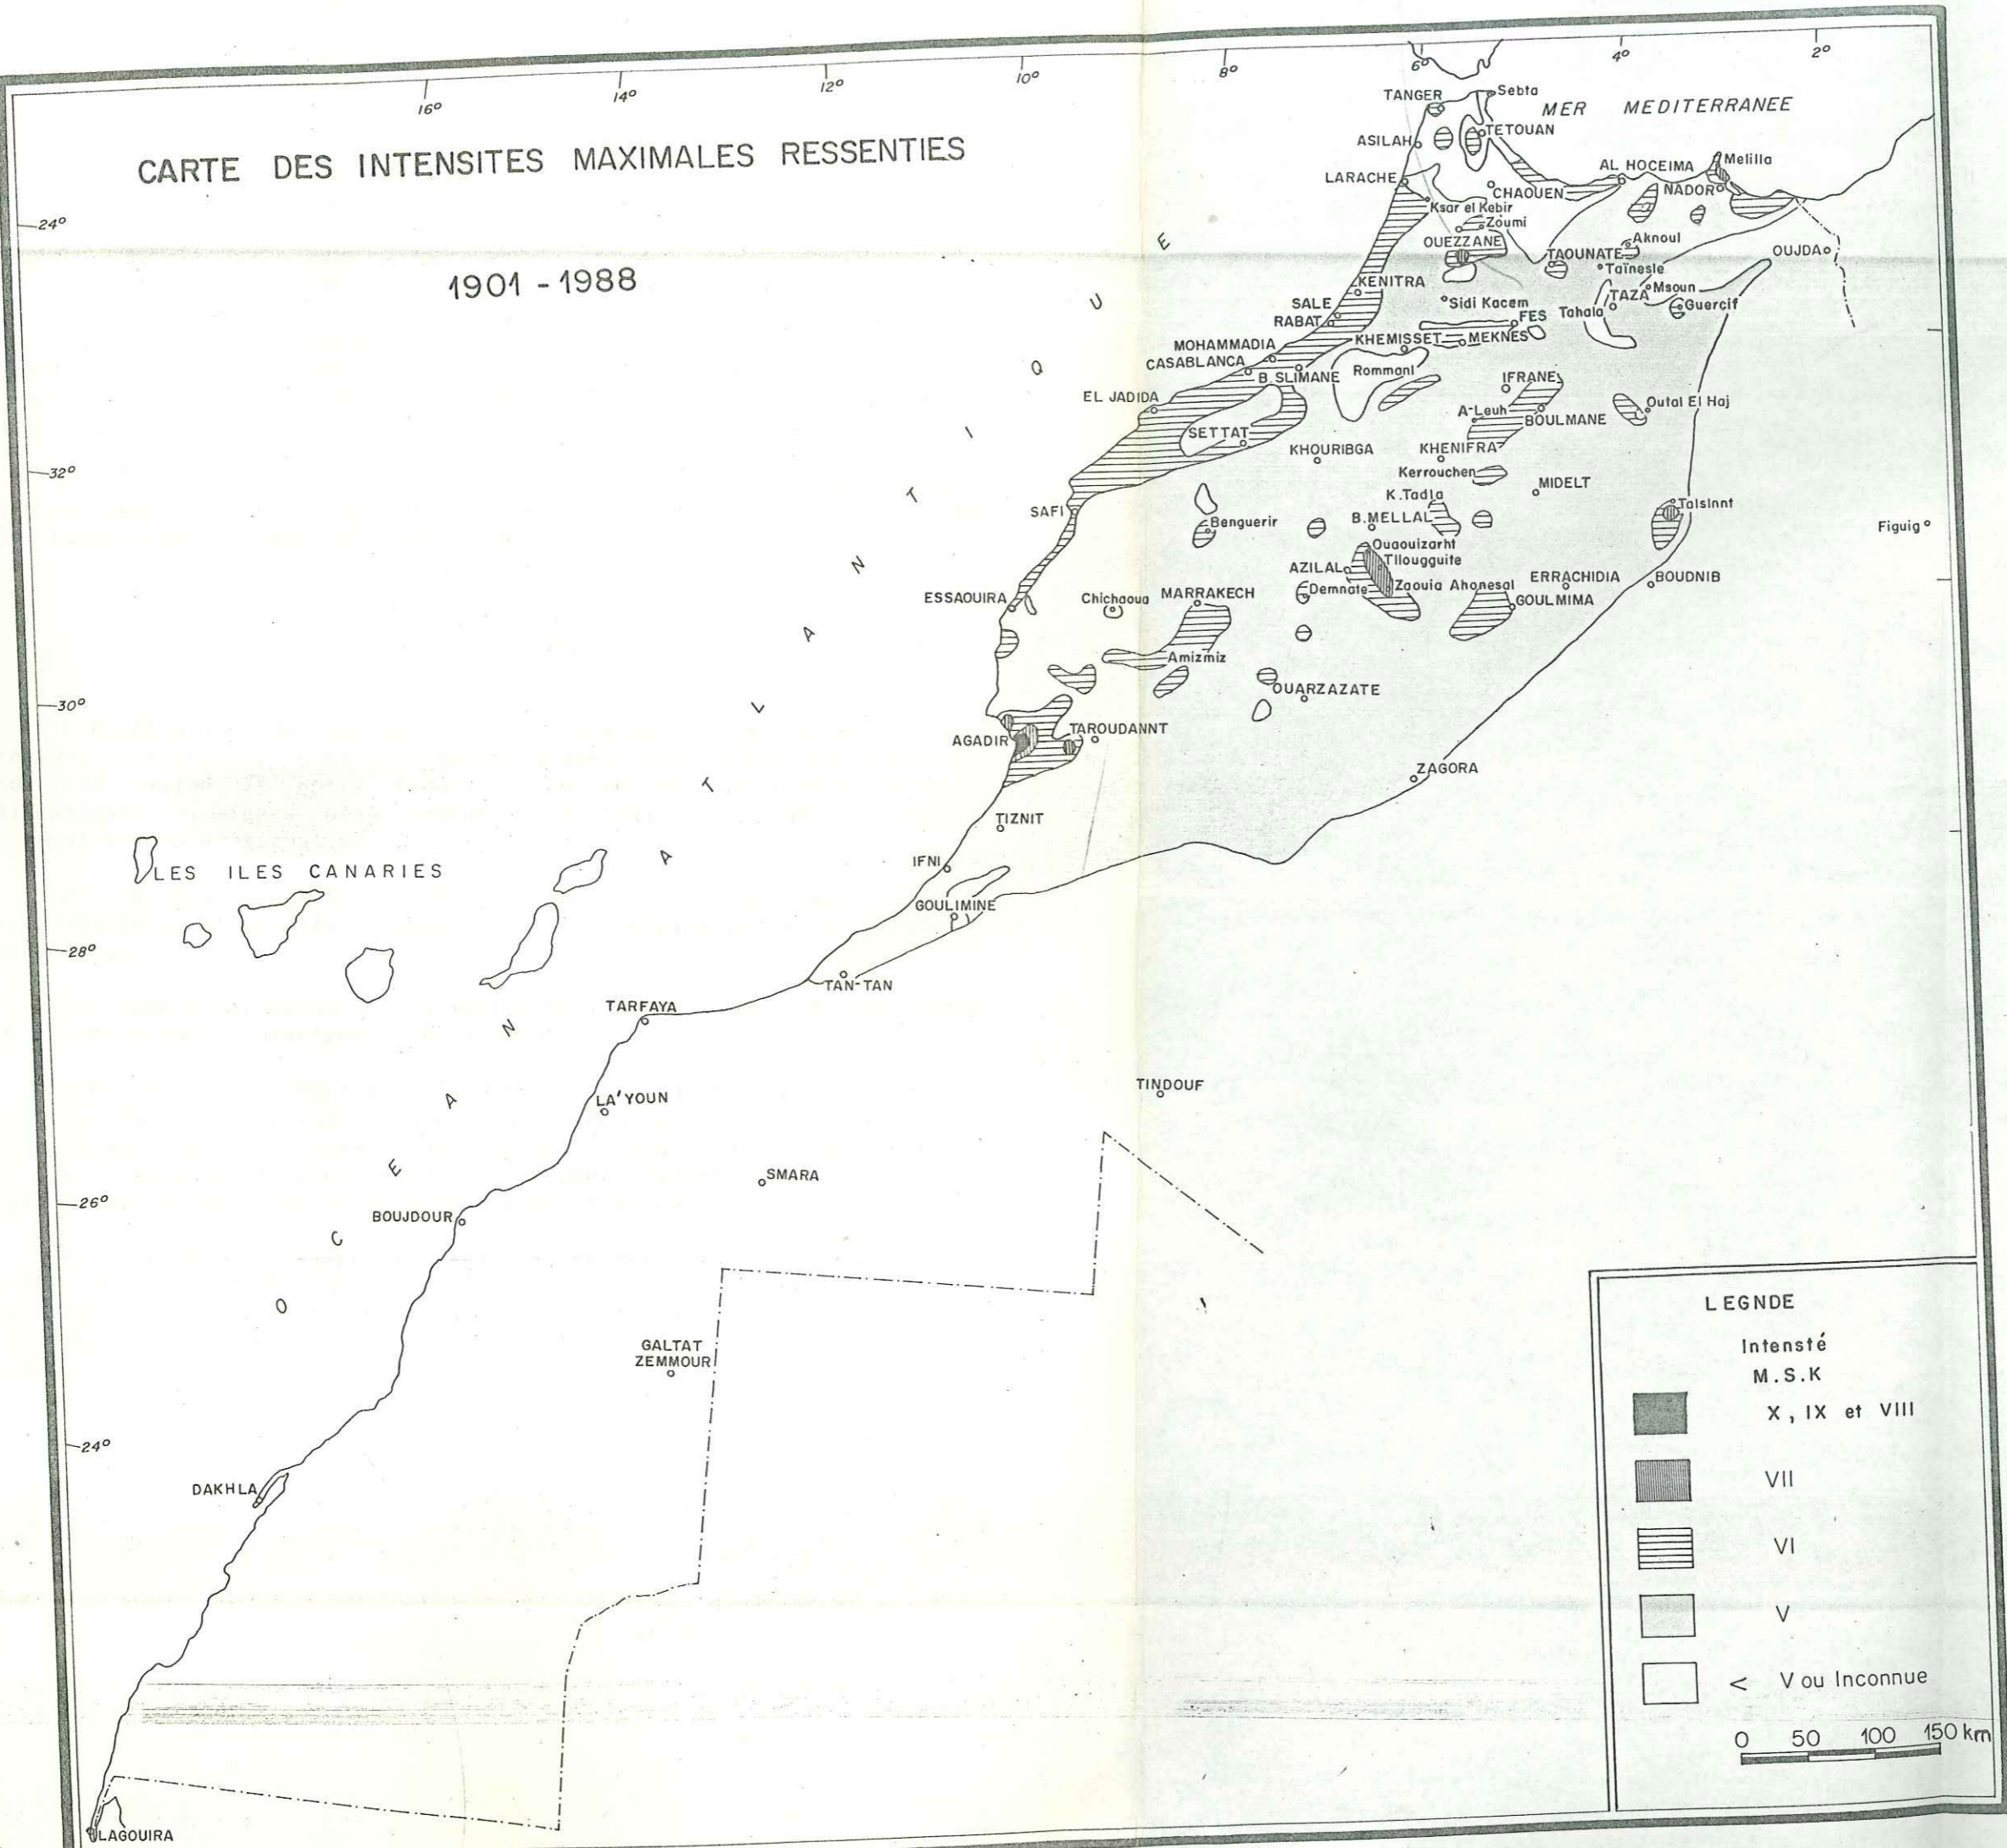 16°
14°
12°
10°
8°
6°
4°
2°
CARTE DES INTENSITES MAXIMALES RESSENTIES
1901 - 1988
24°
32°
30°
28°
26°
24°
MER MEDITERRANEE
OCEAN ATLANTIQUE
LES ILES CANARIES
TANGER
Sebta
ASILAH
TETOUAN
LARACHE
CHAOUEN
AL HOCEIMA
Melilla
NADOR
Ksar el Kebir
Zoumi
OUEZZANE
TAOUNATE
Aknoul
Taïnesle
OUJDA
KENITRA
Sidi Kacem
TAZA
Msoun
Tahala
Guerçif
SALE
RABAT
FES
KHEMISSET
MEKNES
MOHAMMADIA
CASABLANCA
B. SLIMANE
Rommani
IFRANE
EL JADIDA
A-Leuh
BOULMANE
Outal El Haj
SETTAT
KHOURIBGA
KHENIFRA
Kerrouchen
MIDELT
K.Tadla
SAFI
Benguerir
B.MELLAL
Talsinnt
Figuig
Ouaouizarht
Tilougguite
AZILAL
Demnate
Zaouia Ahonesal
ERRACHIDIA
BOUDNIB
GOULMIMA
ESSAOUIRA
Chichaoua
MARRAKECH
Amizmiz
OUARZAZATE
AGADIR
TAROUDANNT
ZAGORA
TIZNIT
IFNI
GOULIMINE
TAN-TAN
TARFAYA
LA'YOUN
TINDOUF
SMARA
BOUJDOUR
GALTAT
ZEMMOUR
DAKHLA
LAGOUIRA
LEGNDE
Intensté
M.S.K
X, IX et VIII
VII
VI
V
< V ou Inconnue
0 50 100 150 km